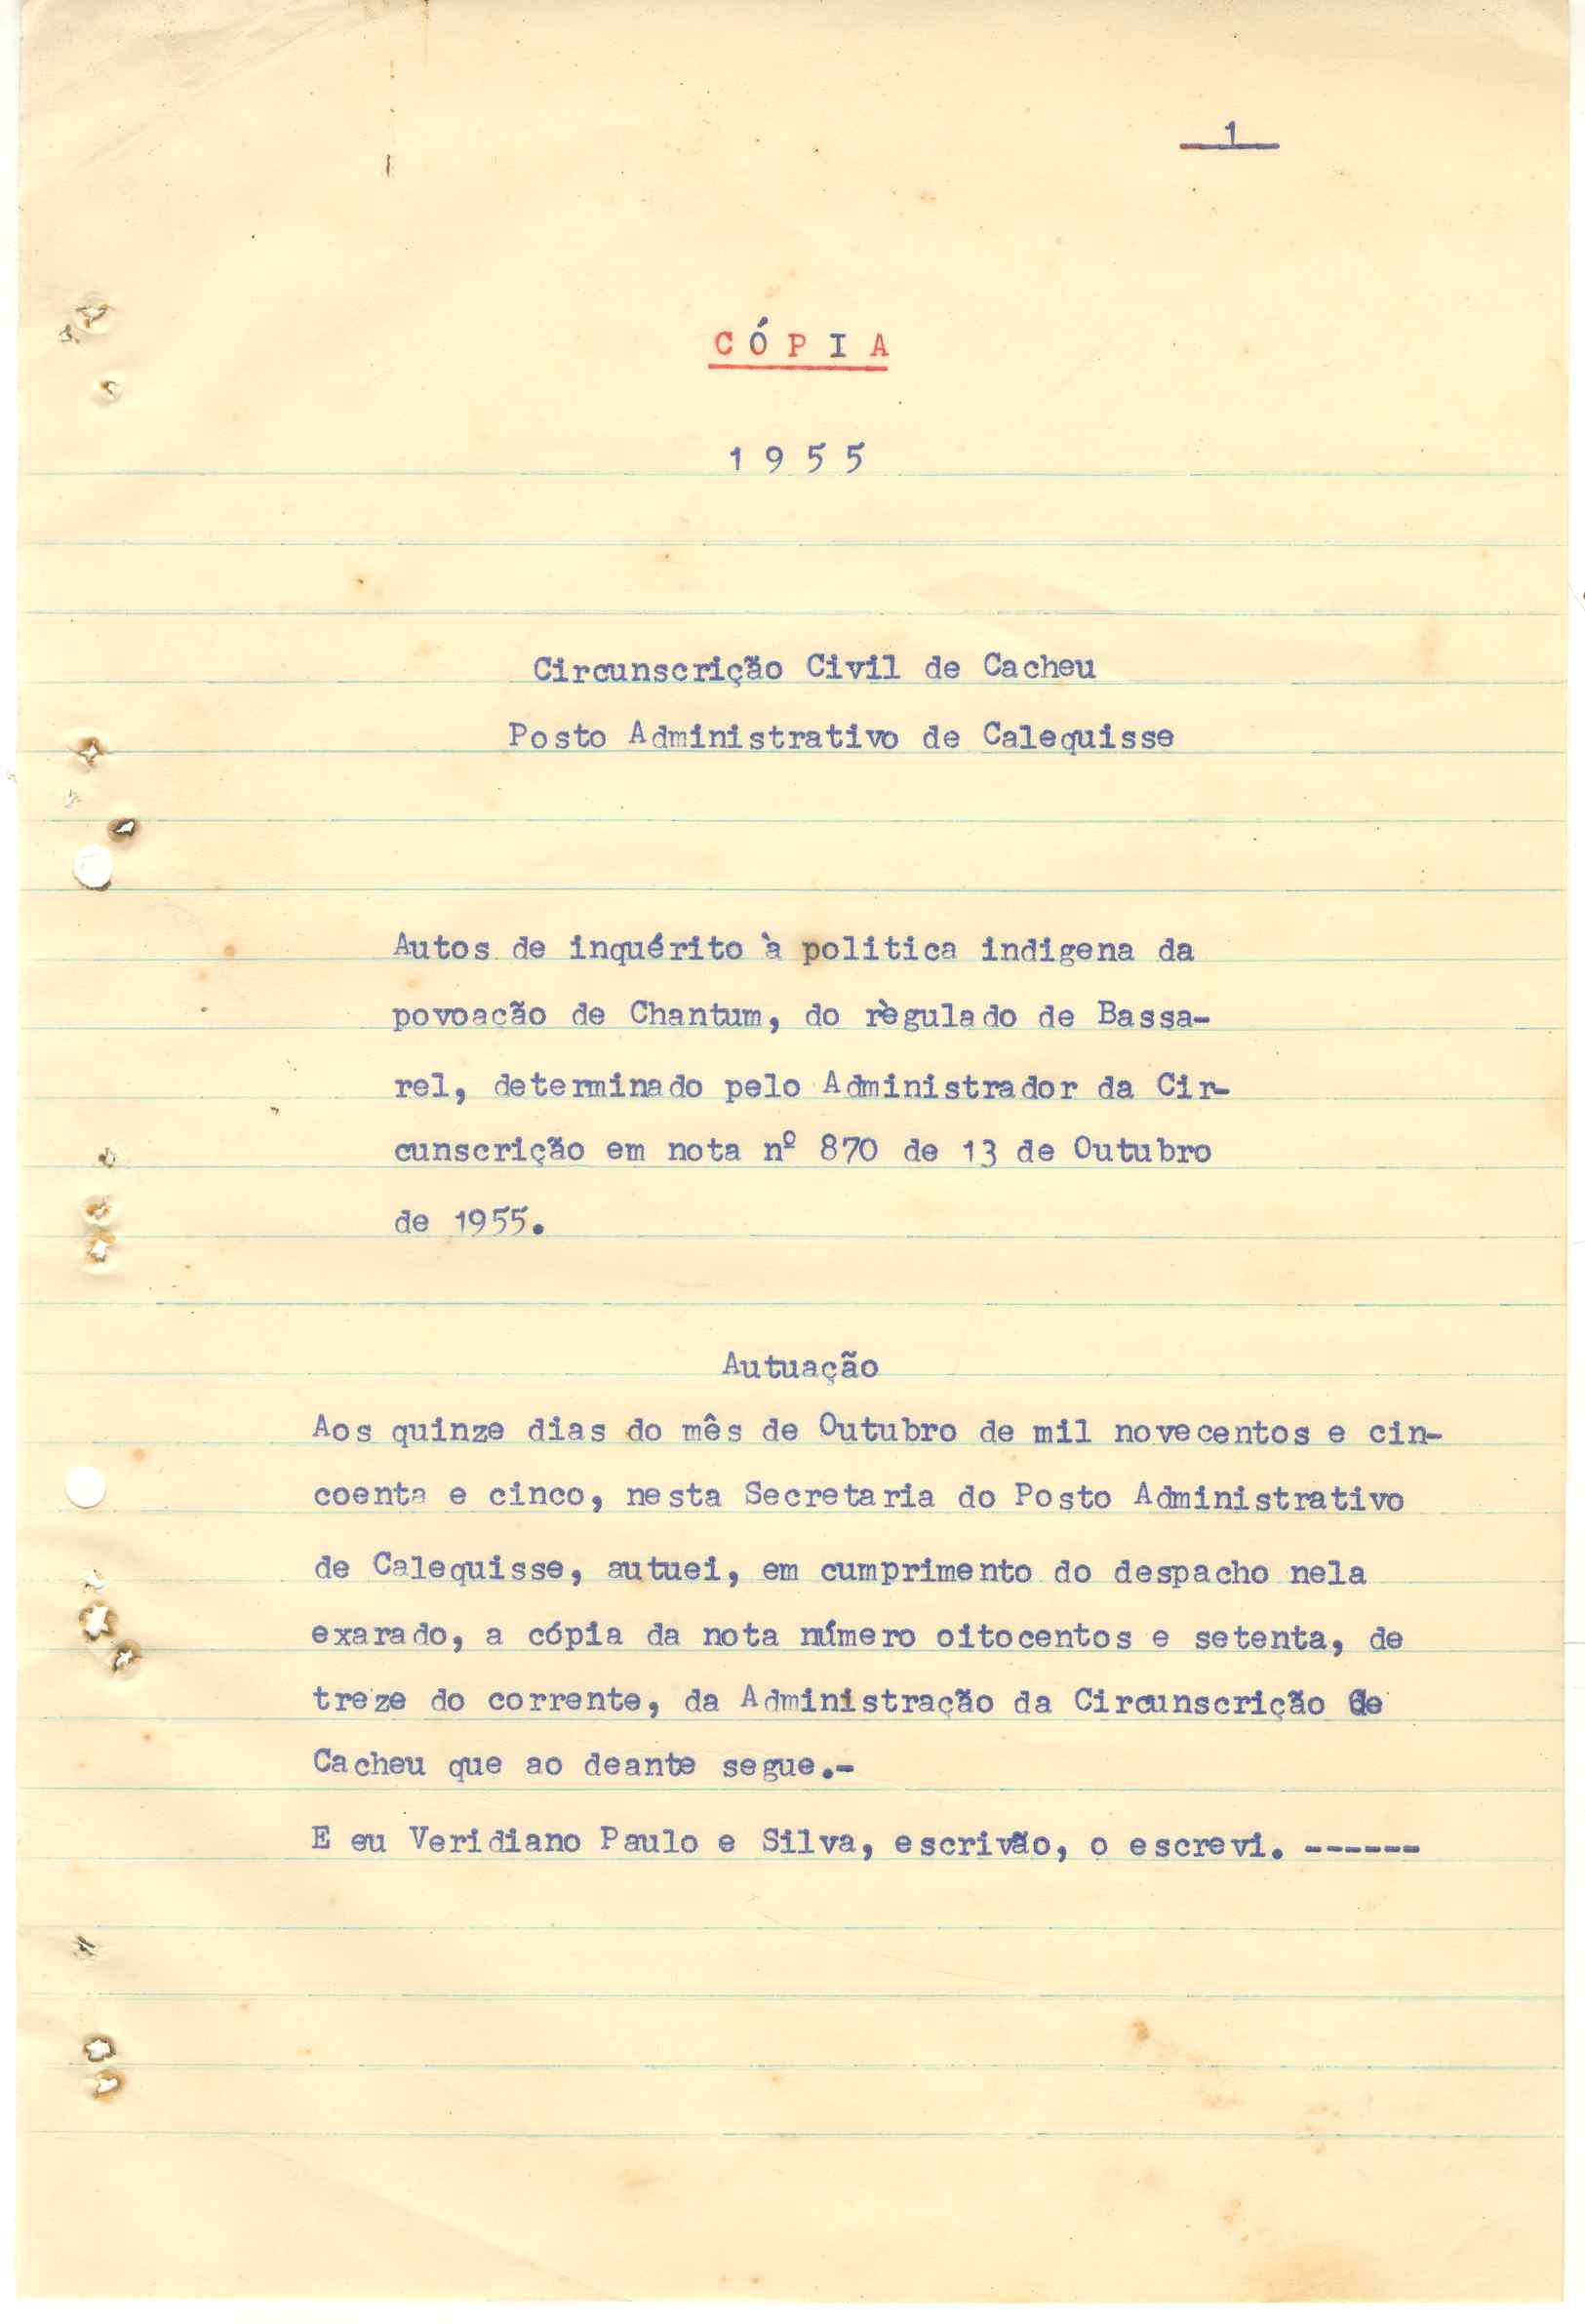 1
CÓPIA
1955
Circunscrição Civil de Cacheu
Posto Administrativo de Calequisse
Autos de inquérito à politica indigena da
povoacão de Chantum, do règulado de Bassa-
rel, determinado pelo Administrador da Cir-
cunscrição em nota nº 870 de 13 de Outubro
de 1955.
Autuação
Aos quinze dias do mês de Outubro de mil novecentos e cin-
coenta e cinco, nesta Secretaria do Posto Administrativo
de Calequisse, autuei, em cumprimento do despacho nela
exarado, a cópia da nota número oitocentos e setenta, de
treze do corrente, da Administração da Circunscrição de
Cacheu que ao deante segue.-
E eu Veridiano Paulo e Silva, escrivão, o escrevi. ------